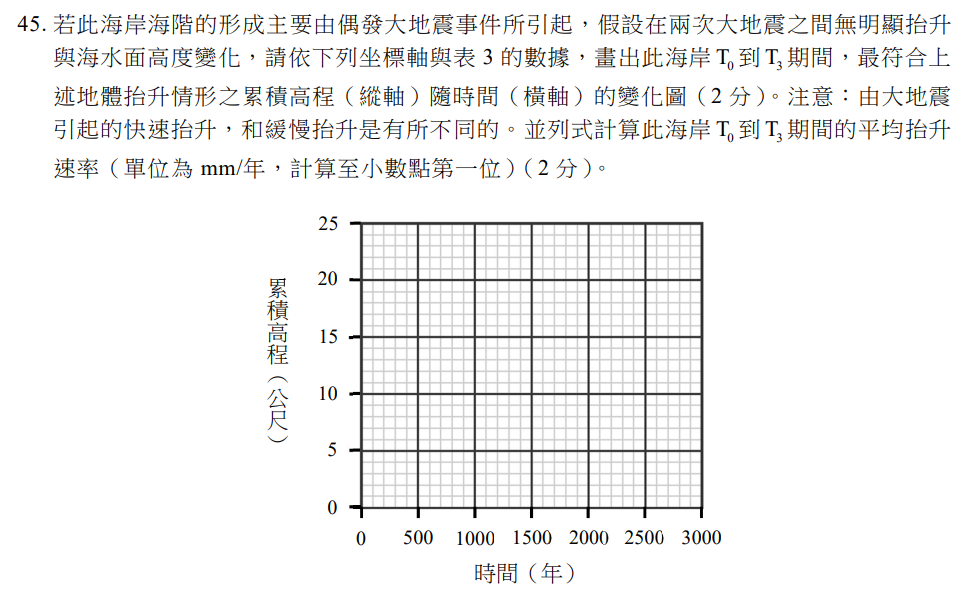 45. 若此海岸海階的形成主要由偶發大地震事件所引起，假設在兩次大地震之間無明顯抬升
與海水面高度變化，請依下列坐標軸與表 3 的數據，畫出此海岸 T₀ 到 T₃ 期間，最符合上
述地體抬升情形之累積高程（縱軸）隨時間（橫軸）的變化圖（2 分）。注意：由大地震
引起的快速抬升，和緩慢抬升是有所不同的。並列式計算此海岸 T₀ 到 T₃ 期間的平均抬升
速率（單位為 mm/年，計算至小數點第一位）（2 分）。
累積高程（公尺）
25
20
15
10
5
0
0 500 1000 1500 2000 2500 3000
時間（年）